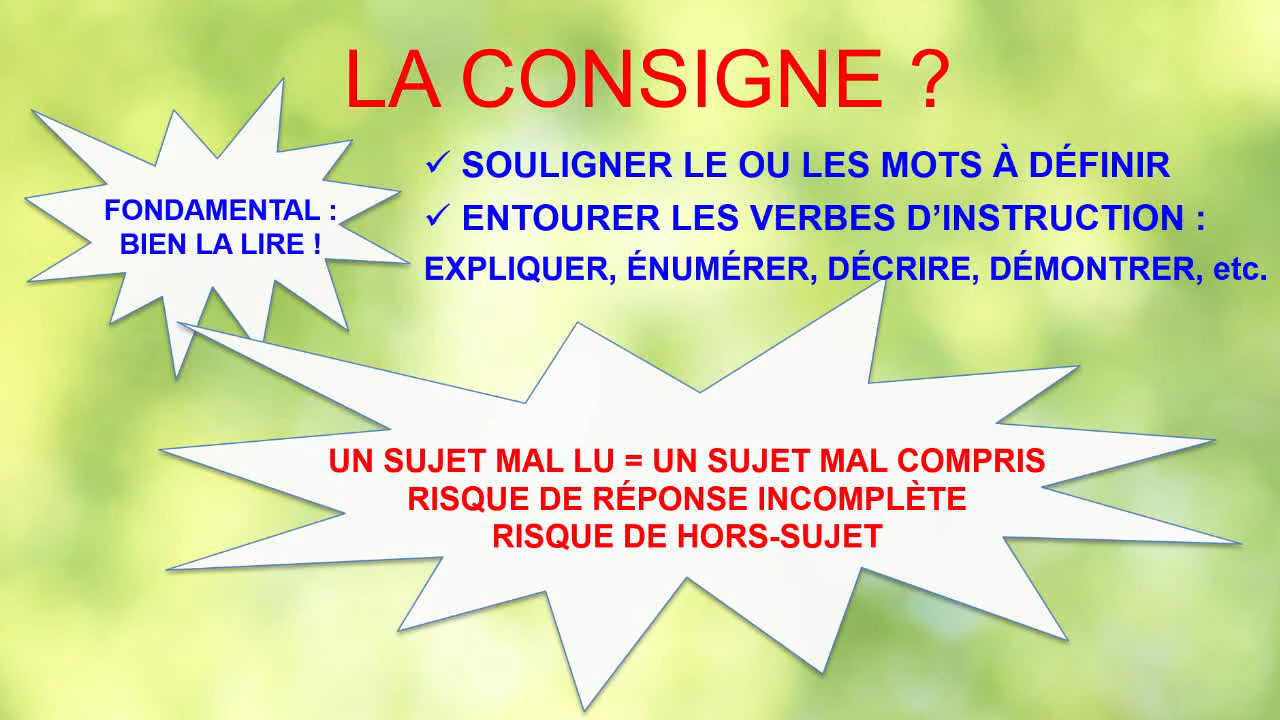 LA CONSIGNE ?
FONDAMENTAL :
BIEN LA LIRE !
✓ SOULIGNER LE OU LES MOTS À DÉFINIR
✓ ENTOURER LES VERBES D’INSTRUCTION :
EXPLIQUER, ÉNUMÉRER, DÉCRIRE, DÉMONTRER, etc.
UN SUJET MAL LU = UN SUJET MAL COMPRIS
RISQUE DE RÉPONSE INCOMPLÈTE
RISQUE DE HORS-SUJET